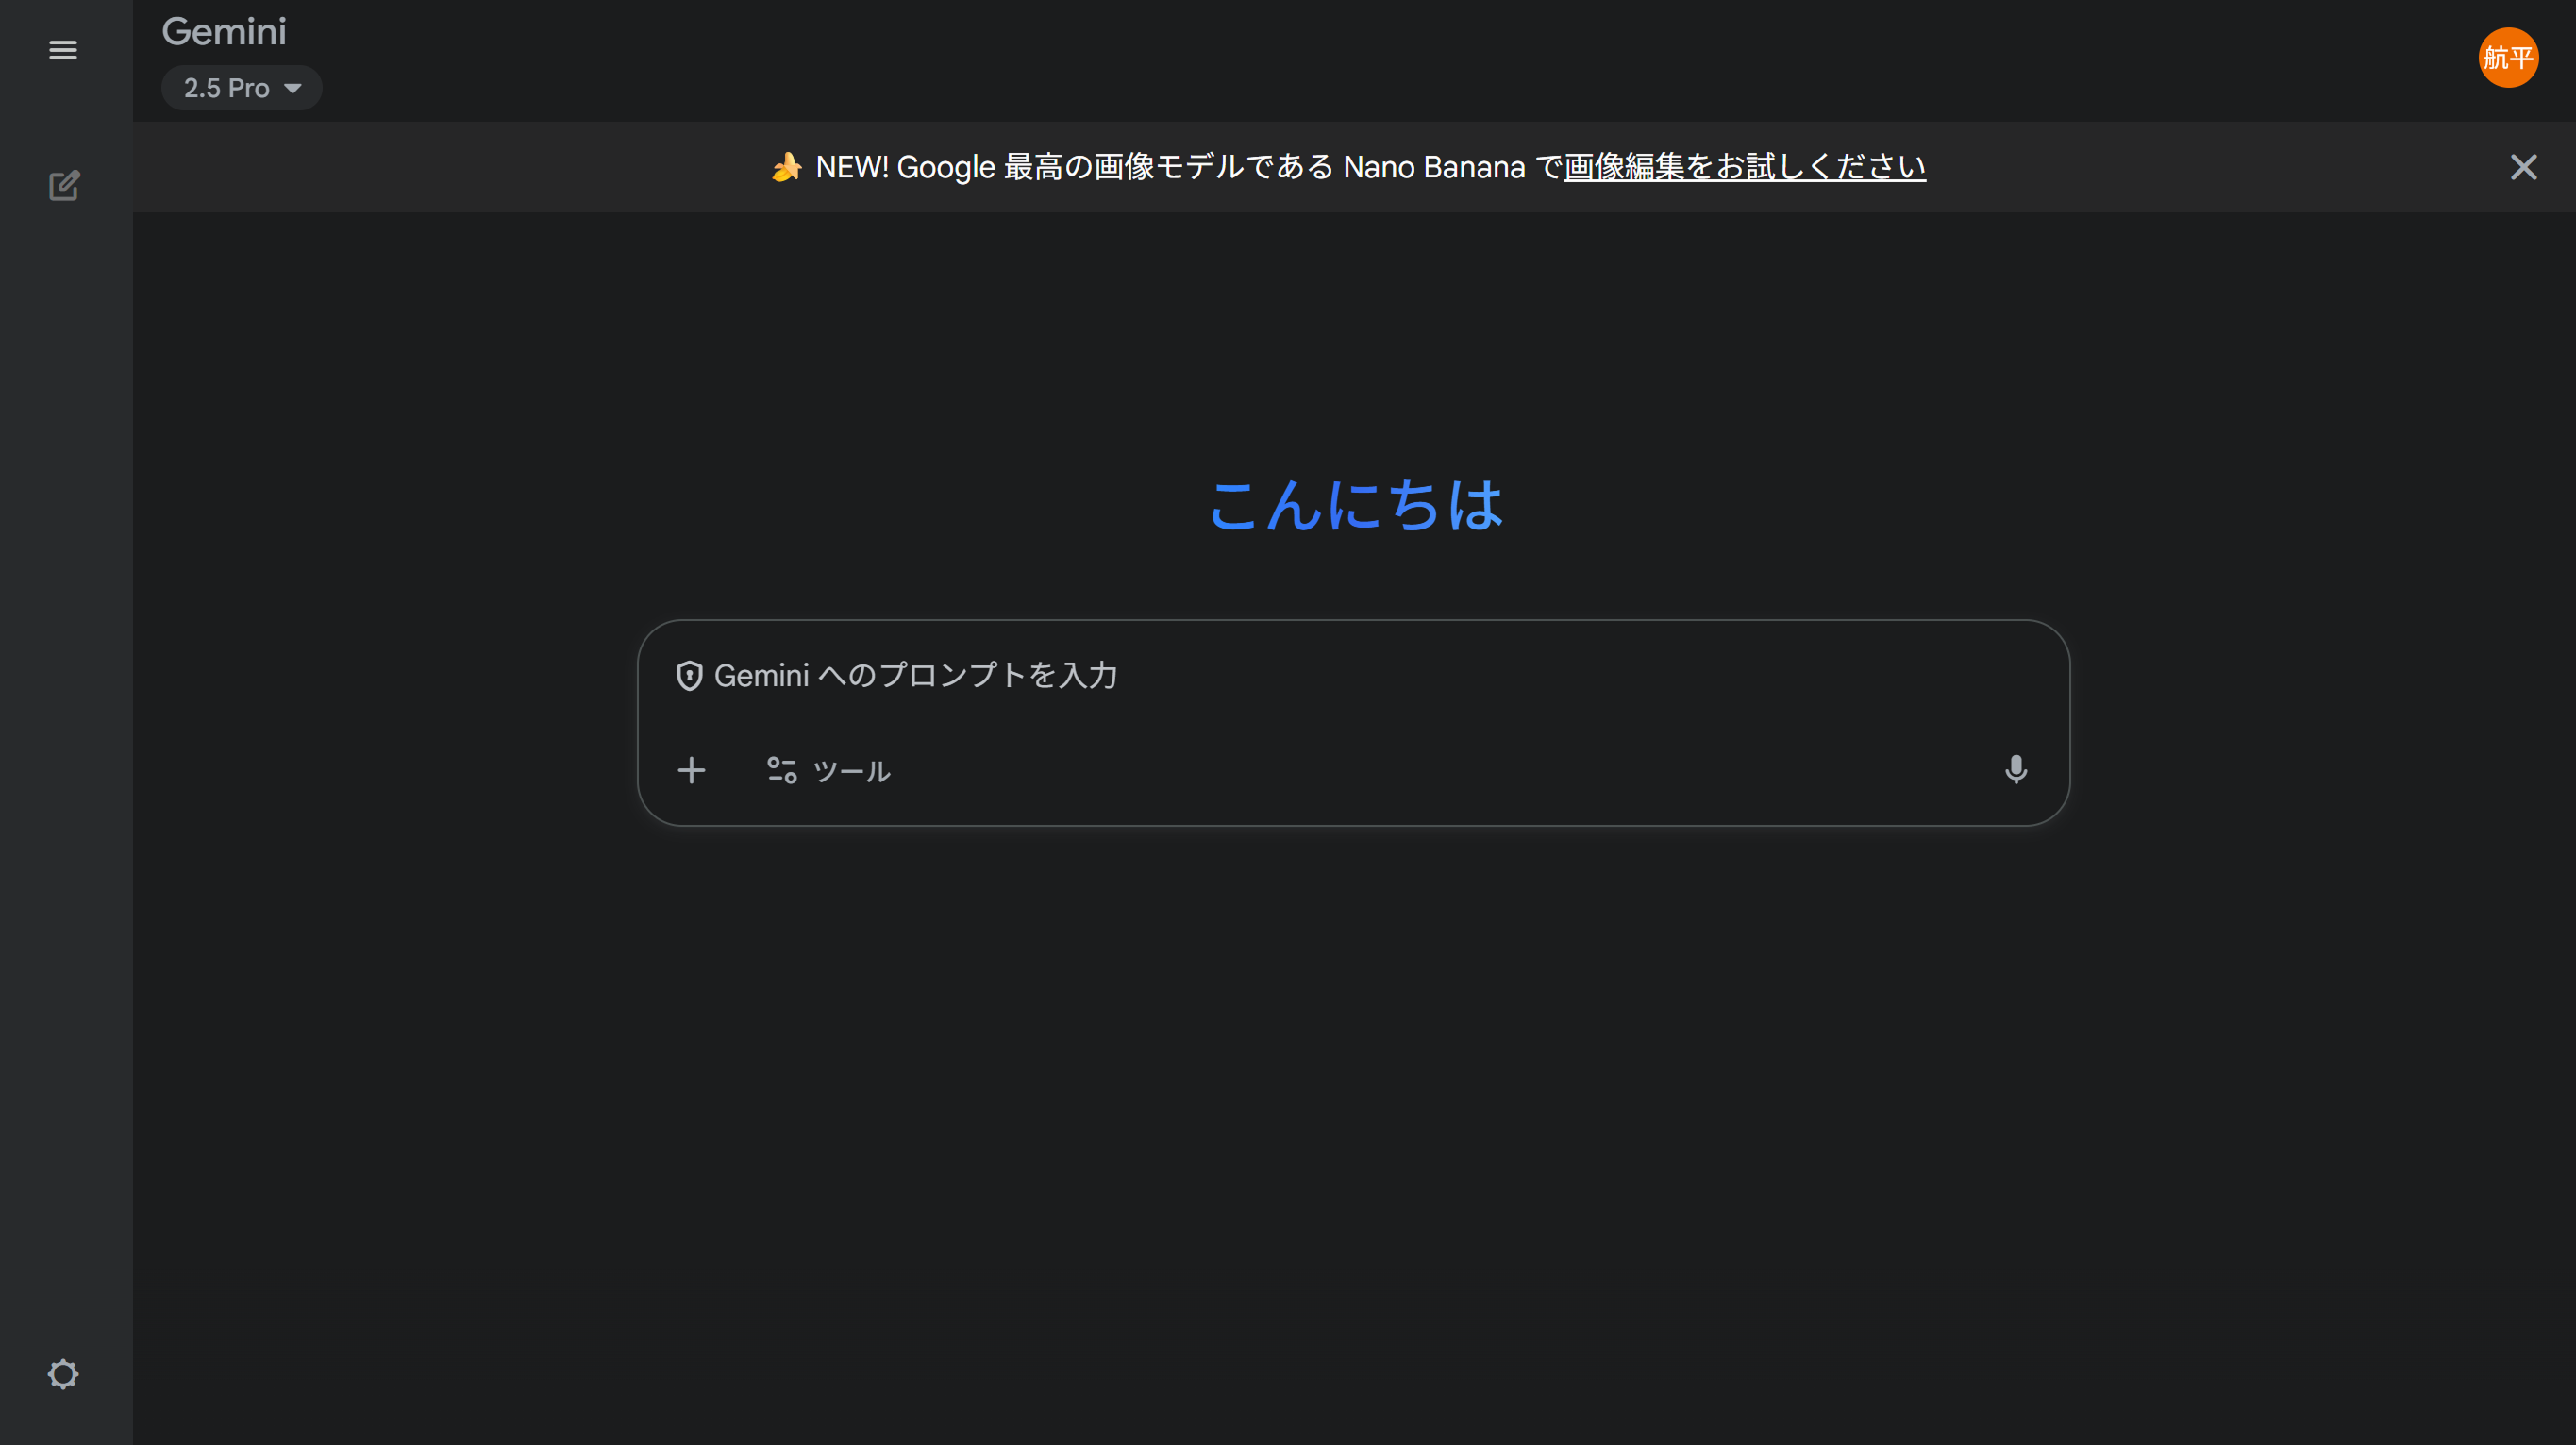 Gemini
2.5 Pro
航平
🍌 NEW! Google 最高の画像モデルである Nano Banana で画像編集をお試しください
こんにちは
Gemini へのプロンプトを入力
ツール